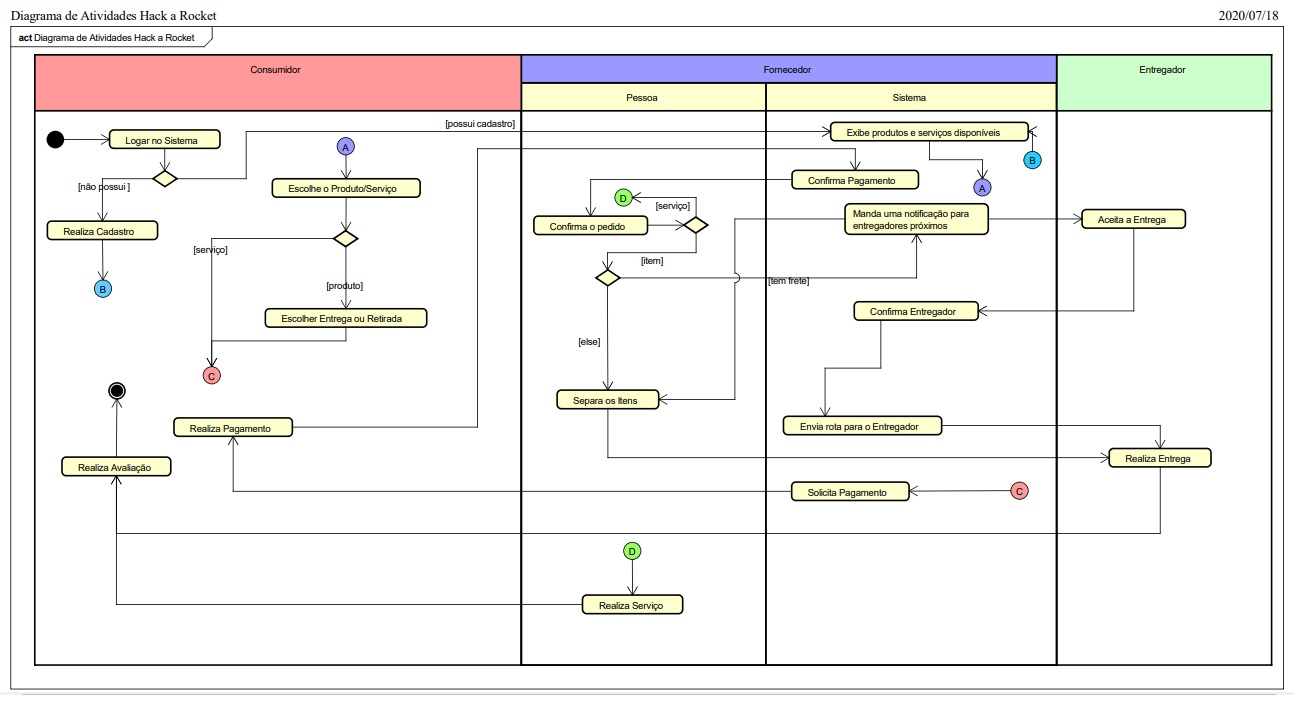 Diagrama de Atividades Hack a Rocket
2020/07/18
act Diagrama de Atividades Hack a Rocket
Consumidor
Fornecedor
Entregador
Pessoa
Sistema
[possui cadastro]
Logar no Sistema
A
Exibe produtos e serviços disponíveis
B
[não possui ]
Escolhe o Produto/Serviço
Confirma Pagamento
A
D
[serviço]
Realiza Cadastro
Confirma o pedido
Manda uma notificação para
entregadores próximos
Aceita a Entrega
[serviço]
[item]
[tem frete]
B
[produto]
Escolher Entrega ou Retirada
Confirma Entregador
[else]
C
Separa os Itens
Realiza Pagamento
Envia rota para o Entregador
Realiza Avaliação
Realiza Entrega
Solicita Pagamento
C
D
Realiza Serviço